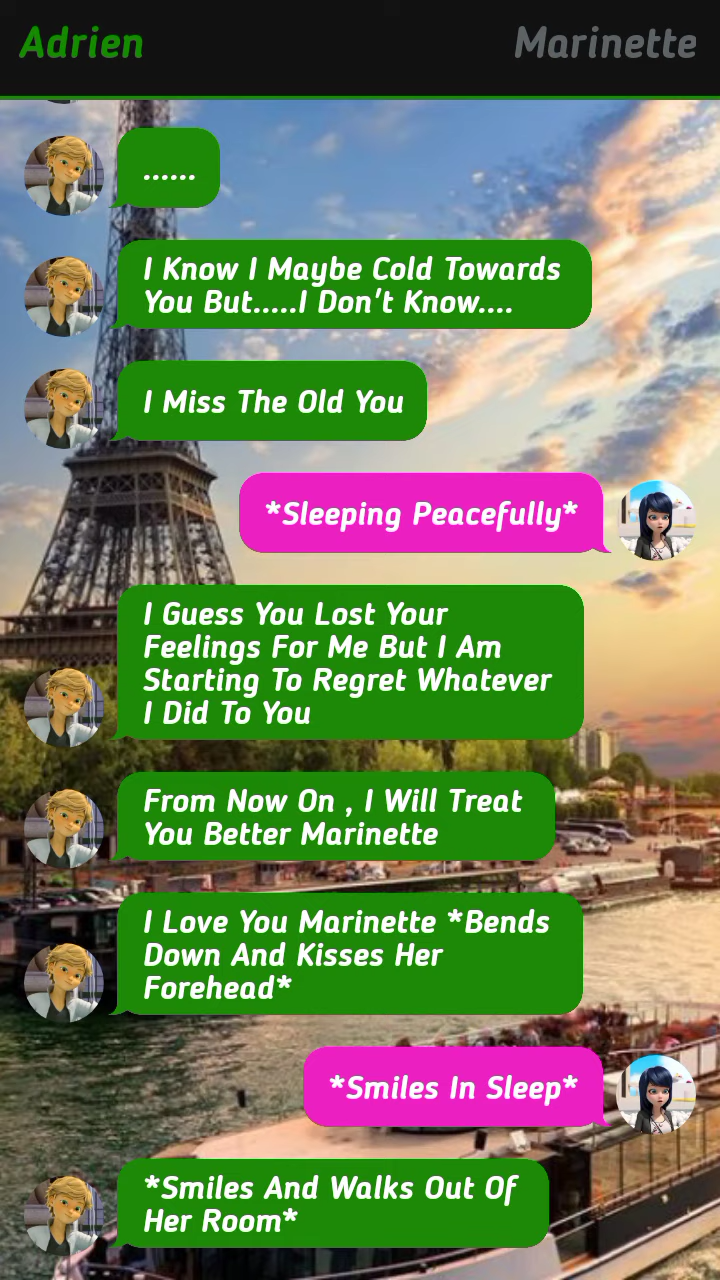 Adrien
Marinette
......
I Know I Maybe Cold Towards
You But.....I Don't Know....
I Miss The Old You
*Sleeping Peacefully*
I Guess You Lost Your
Feelings For Me But I Am
Starting To Regret Whatever
I Did To You
From Now On , I Will Treat
You Better Marinette
I Love You Marinette *Bends
Down And Kisses Her
Forehead*
*Smiles In Sleep*
*Smiles And Walks Out Of
Her Room*